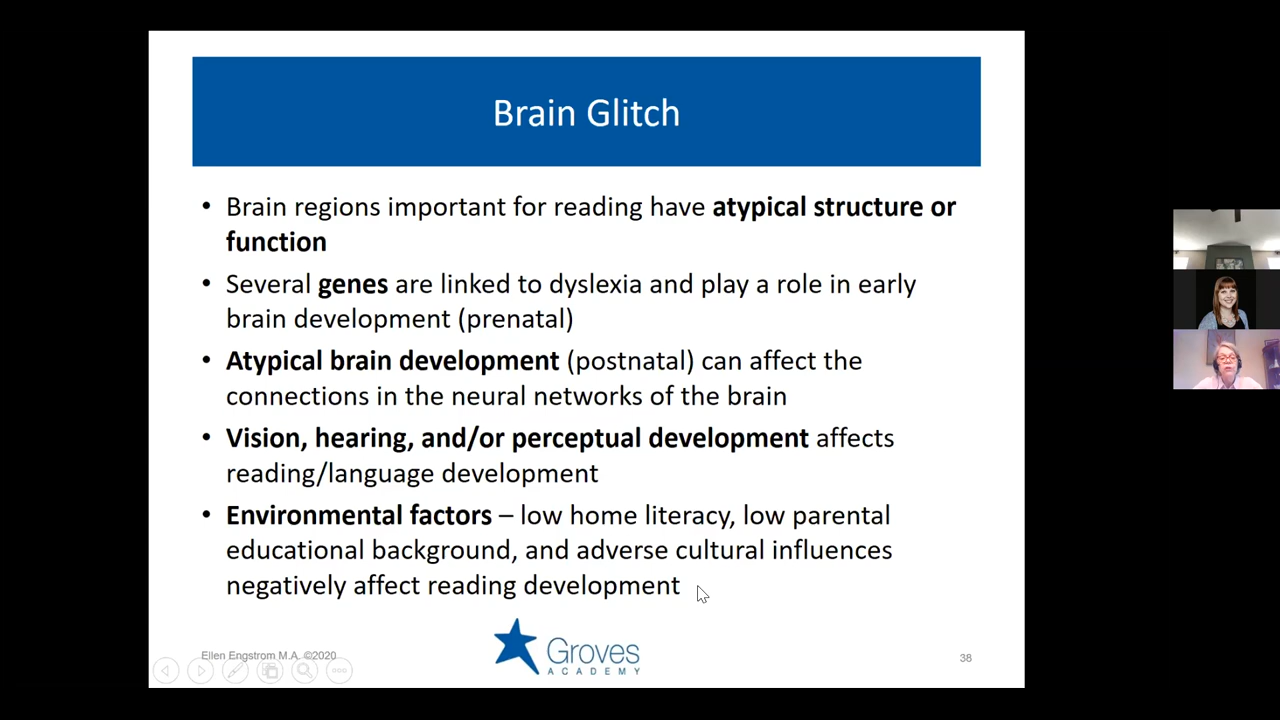 Brain Glitch
• Brain regions important for reading have atypical structure or
function
• Several genes are linked to dyslexia and play a role in early
brain development (prenatal)
• Atypical brain development (postnatal) can affect the
connections in the neural networks of the brain
• Vision, hearing, and/or perceptual development affects
reading/language development
• Environmental factors – low home literacy, low parental
educational background, and adverse cultural influences
negatively affect reading development
Ellen Engstrom M.A. ©2020
Groves
ACADEMY
38